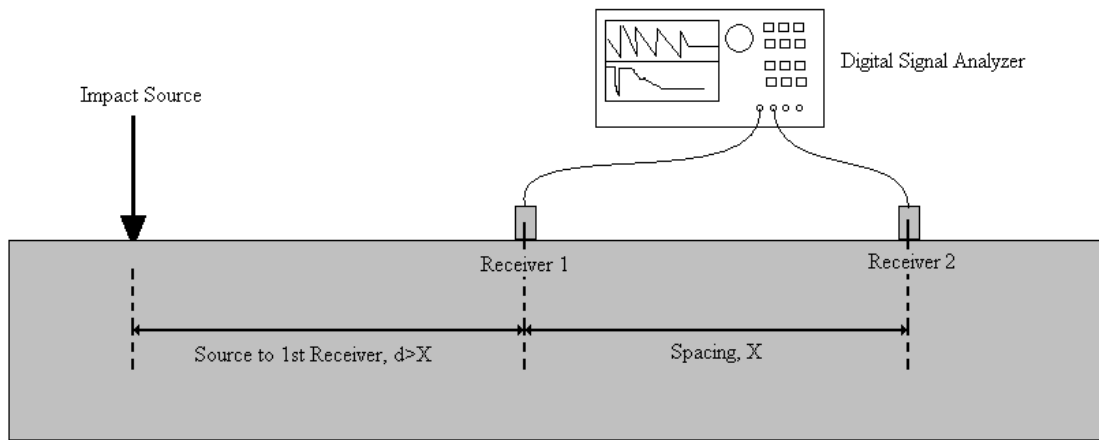 Digital Signal Analyzer
Impact Source
Receiver 1
Receiver 2
Source to 1st Receiver, d>X
Spacing, X